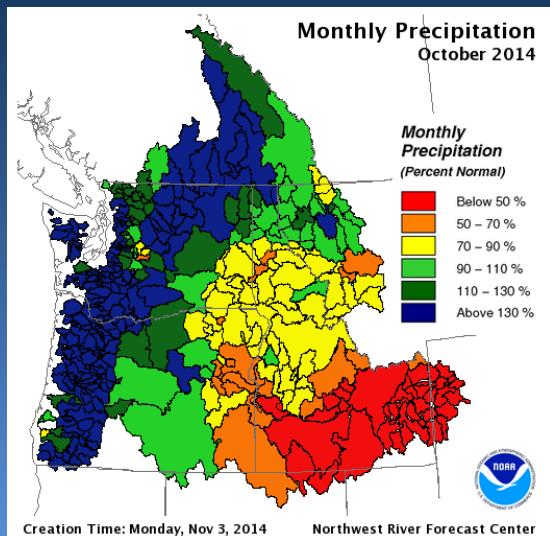 Monthly Precipitation
October 2014
Monthly
Precipitation
(Percent Normal)
Below 50 %
50 – 70 %
70 – 90 %
90 – 110 %
110 – 130 %
Above 130 %
NOAA
Creation Time: Monday, Nov 3, 2014
Northwest River Forecast Center